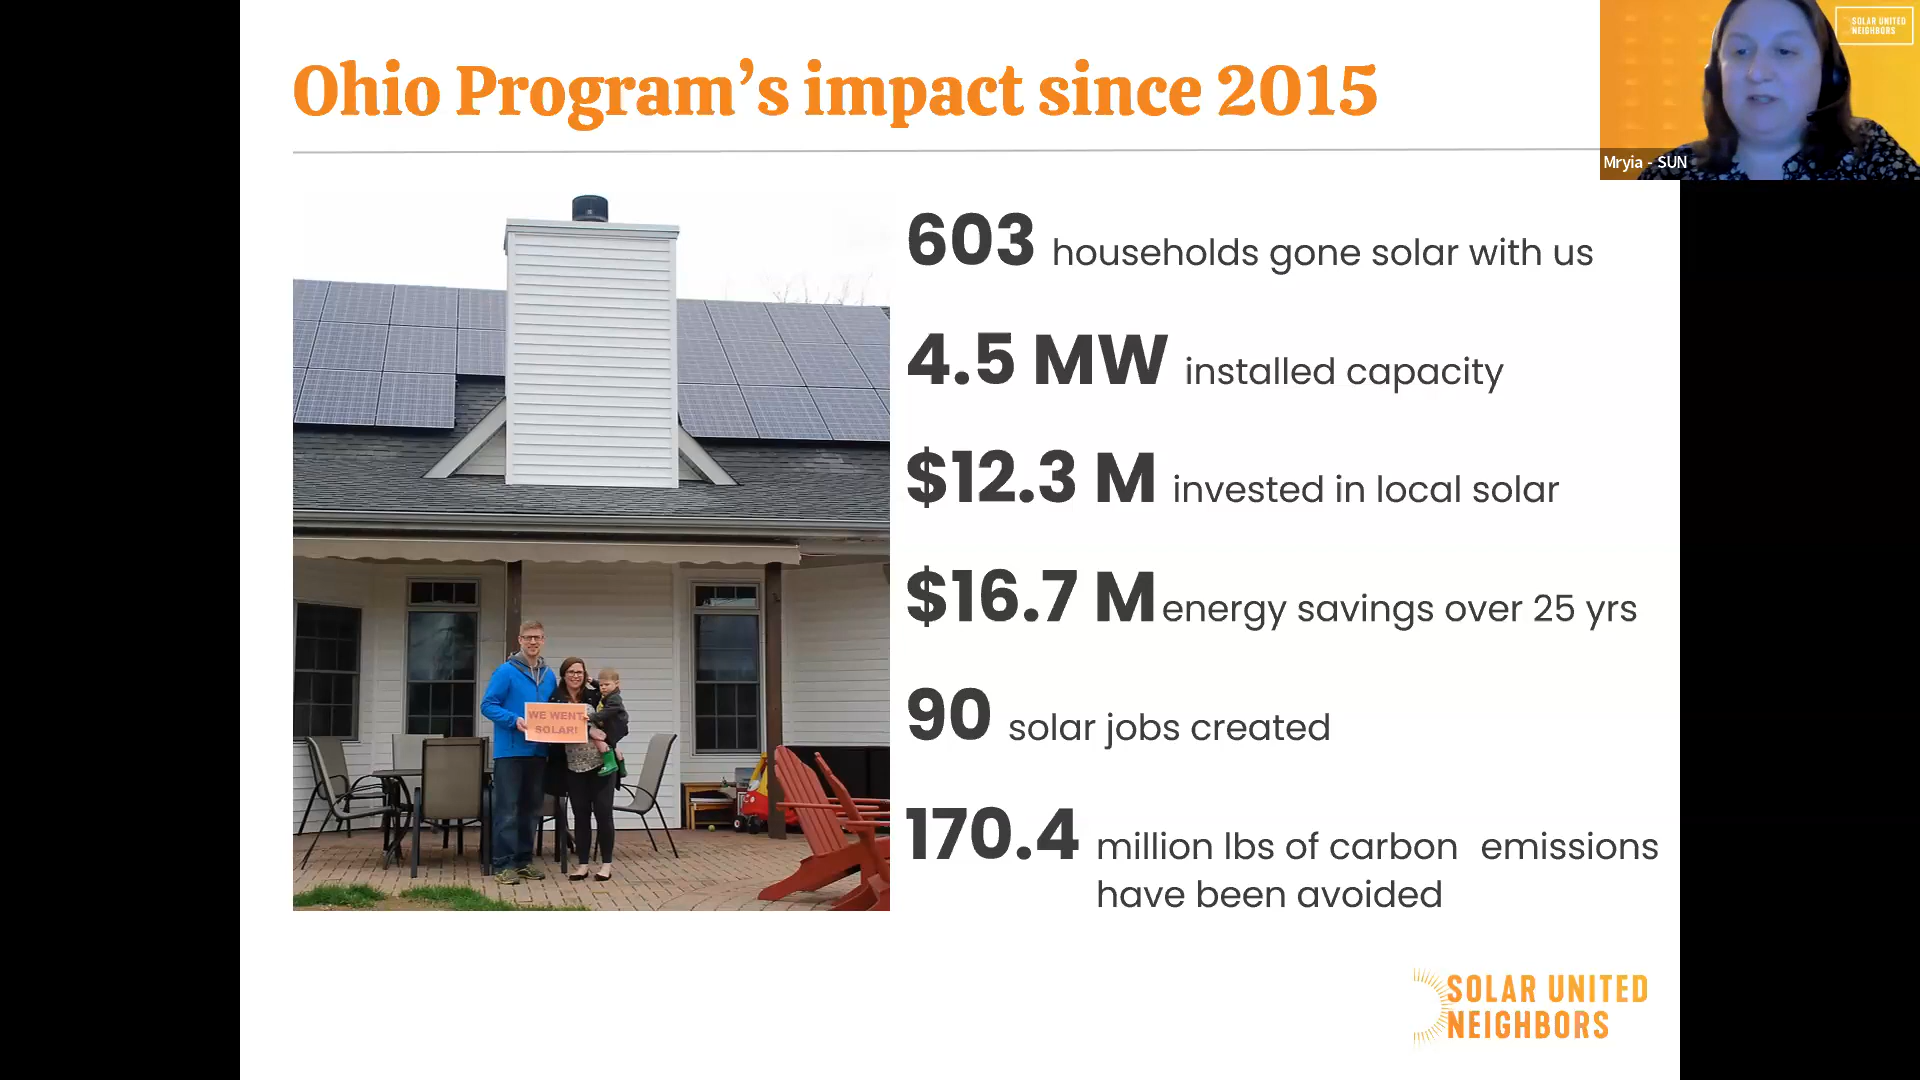 Ohio Program’s impact since 2015
SOLAR UNITED
NEIGHBORS
Mryia - SUN
603 households gone solar with us
4.5 MW installed capacity
$12.3 M invested in local solar
$16.7 M energy savings over 25 yrs
90 solar jobs created
170.4 million lbs of carbon emissions
have been avoided
WE WENT
SOLAR!
SOLAR UNITED
NEIGHBORS